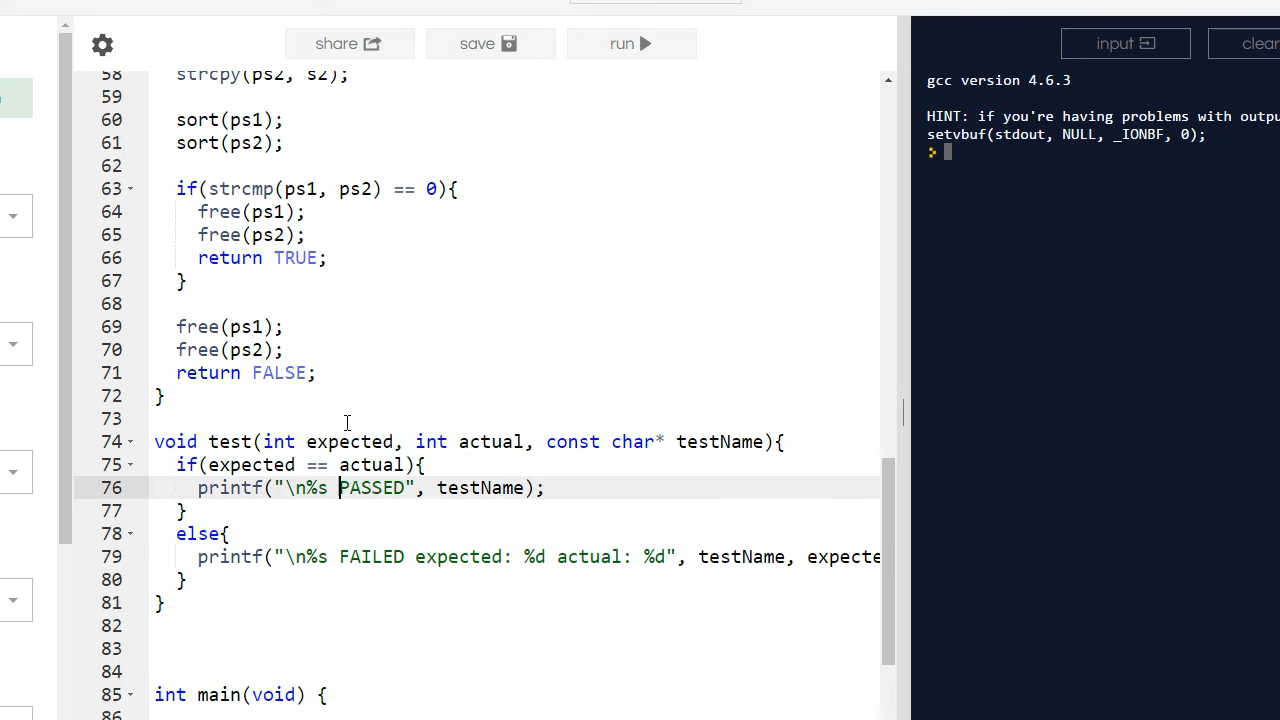 share save run
input clear
58 strcpy(ps2, s2);
59
60 sort(ps1);
61 sort(ps2);
62
63 if(strcmp(ps1, ps2) == 0){
64 free(ps1);
65 free(ps2);
66 return TRUE;
67 }
68
69 free(ps1);
70 free(ps2);
71 return FALSE;
72 }
73
74 void test(int expected, int actual, const char* testName){
75 if(expected == actual){
76 printf("\n%s PASSED", testName);
77 }
78 else{
79 printf("\n%s FAILED expected: %d actual: %d", testName, expecte
80 }
81 }
82
83
84
85 int main(void) {
86
gcc version 4.6.3
HINT: if you're having problems with outpu
setvbuf(stdout, NULL, _IONBF, 0);
>